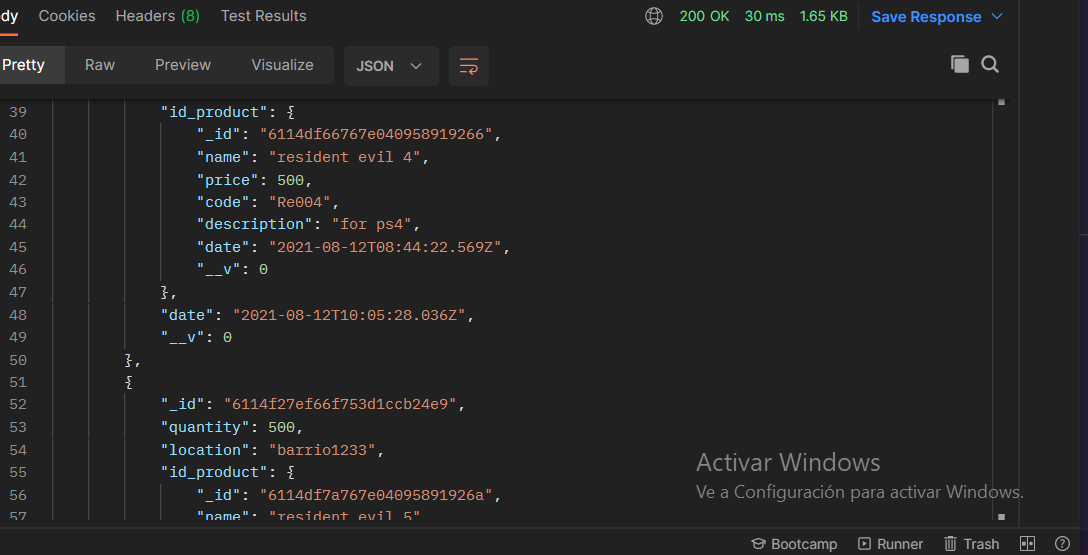 dy Cookies Headers (8) Test Results 200 OK 30 ms 1.65 KB Save Response
Pretty Raw Preview Visualize JSON
39 "id_product": {
40 "_id": "6114df66767e040958919266",
41 "name": "resident evil 4",
42 "price": 500,
43 "code": "Re004",
44 "description": "for ps4",
45 "date": "2021-08-12T08:44:22.569Z",
46 "__v": 0
47 },
48 "date": "2021-08-12T10:05:28.036Z",
49 "__v": 0
50 },
51 {
52 "_id": "6114f27ef66f753d1ccb24e9",
53 "quantity": 500,
54 "location": "barrio1233",
55 "id_product": {
56 "_id": "6114df7a767e04095891926a",
57 "name": "resident evil 5"
Activar Windows
Ve a Configuración para activar Windows.
Bootcamp Runner Trash